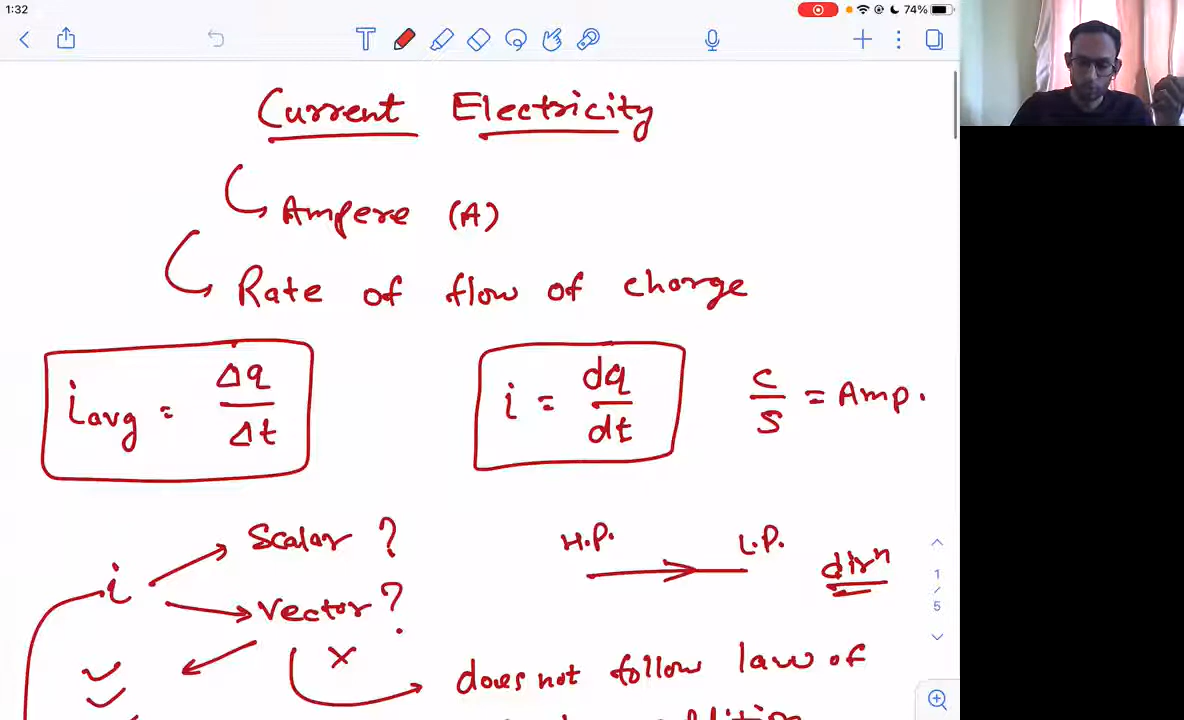 1:32
74%
T
Current Electricity
Ampere (A)
Rate of flow of charge
iavg = Δq/Δt
i = dq/dt
C/S = Amp.
Scalar ?
H.P.
L.P.
dirⁿ
i
Vector ?
×
does not follow law of
addition
1
/
5